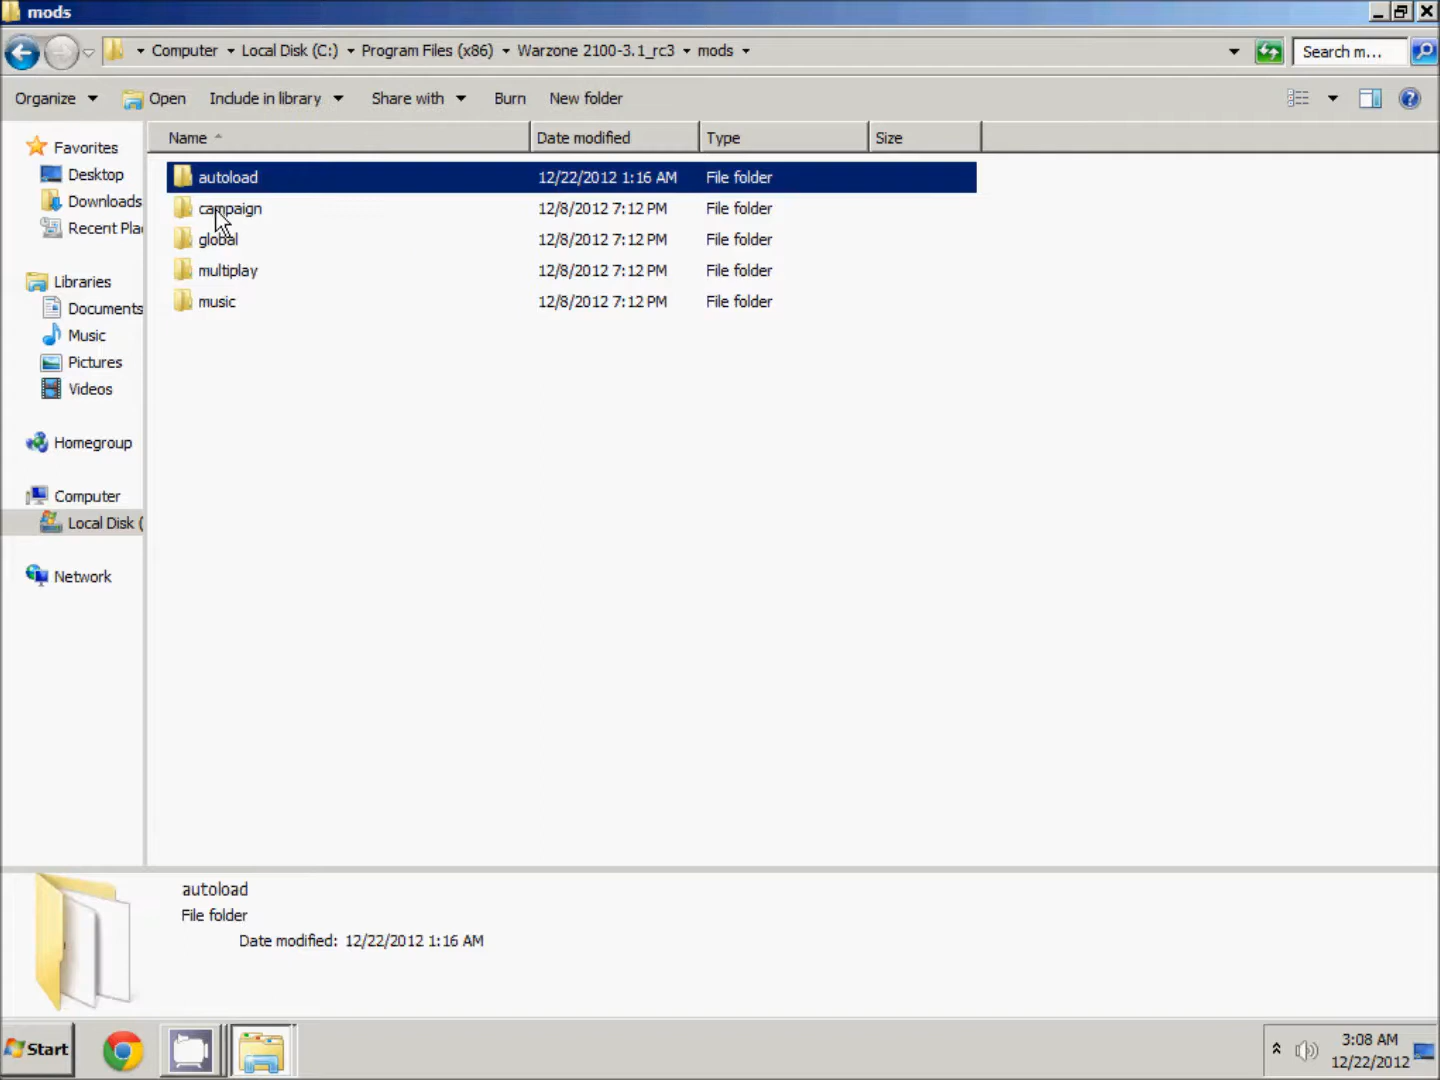 mods
Computer Local Disk (C:) Program Files (x86) Warzone 2100-3.1_rc3 mods Search m...
Organize Open Include in library Share with Burn New folder
Name Date modified Type Size
Favorites
Desktop
Downloads
Recent Pla
Libraries
Documents
Music
Pictures
Videos
Homegroup
Computer
Local Disk (
Network
autoload 12/22/2012 1:16 AM File folder
campaign 12/8/2012 7:12 PM File folder
global 12/8/2012 7:12 PM File folder
multiplay 12/8/2012 7:12 PM File folder
music 12/8/2012 7:12 PM File folder
autoload
File folder
Date modified: 12/22/2012 1:16 AM
Start 3:08 AM
12/22/2012